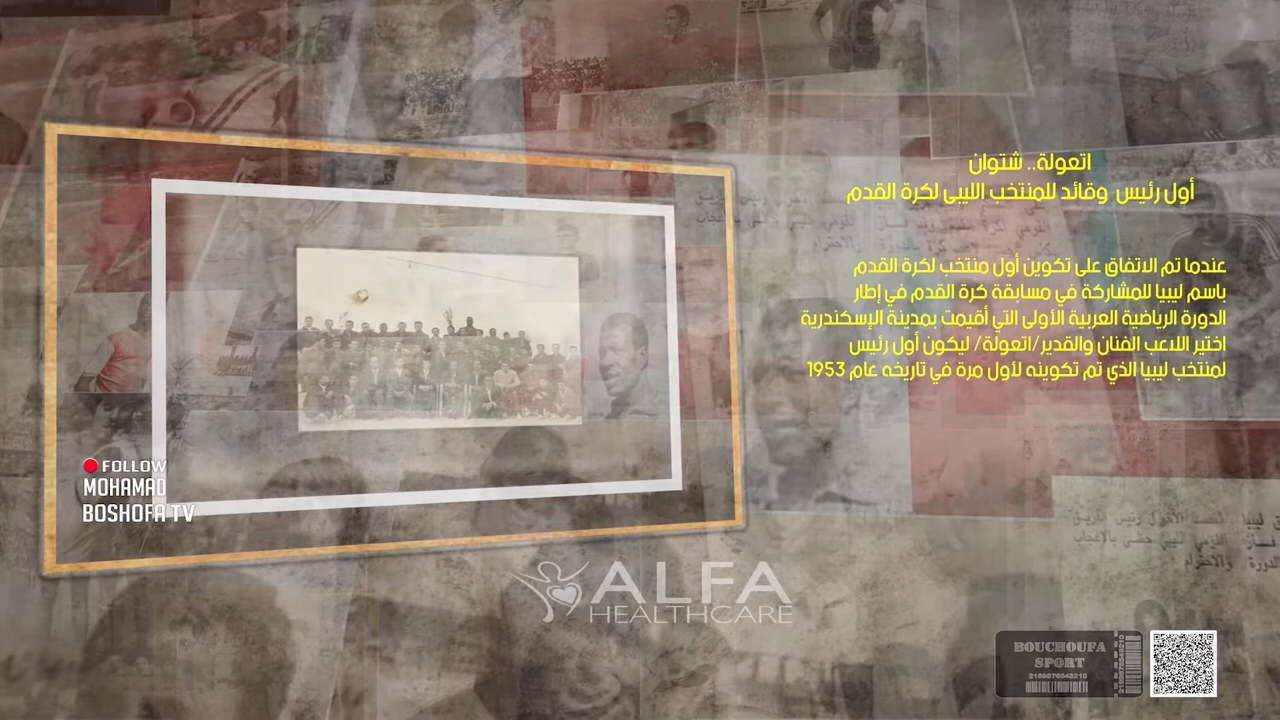 اتعولة.. شتوان
أول رئيس وقائد للمنتخب الليبى لكرة القدم
عندما تم الاتفاق على تكوين أول منتخب لكرة القدم
باسم ليبيا للمشاركة في مسابقة كرة القدم في إطار
الدورة الرياضية العربية الأولى التي أقيمت بمدينة الإسكندرية
اختير اللاعب الفنان والقدير/اتعولة/ ليكون أول رئيس
لمنتخب ليبيا الذي تم تكوينه لأول مرة في تاريخه عام 1953
FOLLOW
MOHAMAD
BOSHOFA TV
ALFA
HEALTHCARE
BOUCHOUFA
SPORT
2189876543210